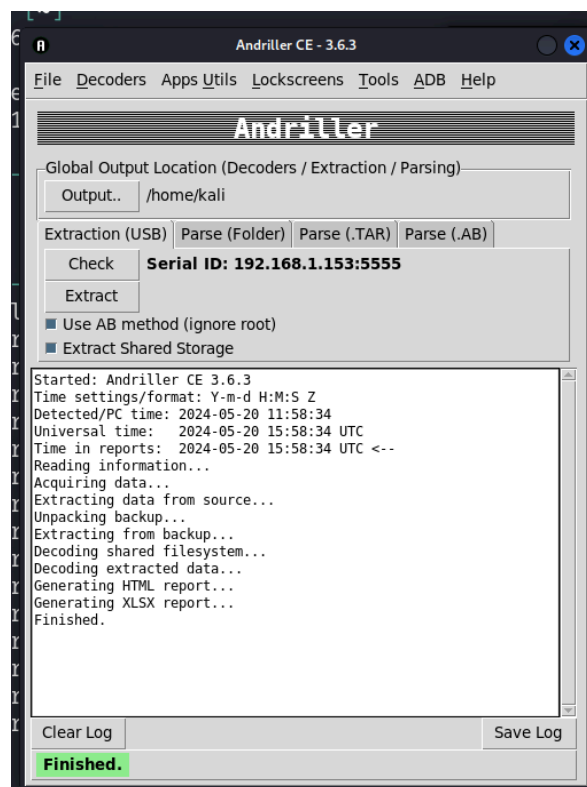 Andriller CE - 3.6.3
File Decoders Apps Utils Lockscreens Tools ADB Help
Andriller
Global Output Location (Decoders / Extraction / Parsing)
Output.. /home/kali
Extraction (USB) Parse (Folder) Parse (.TAR) Parse (.AB)
Check Serial ID: 192.168.1.153:5555
Extract
Use AB method (ignore root)
Extract Shared Storage
Started: Andriller CE 3.6.3
Time settings/format: Y-m-d H:M:S Z
Detected/PC time: 2024-05-20 11:58:34
Universal time: 2024-05-20 15:58:34 UTC
Time in reports: 2024-05-20 15:58:34 UTC <--
Reading information...
Acquiring data...
Extracting data from source...
Unpacking backup...
Extracting from backup...
Decoding shared filesystem...
Decoding extracted data...
Generating HTML report...
Generating XLSX report...
Finished.
Clear Log Save Log
Finished.